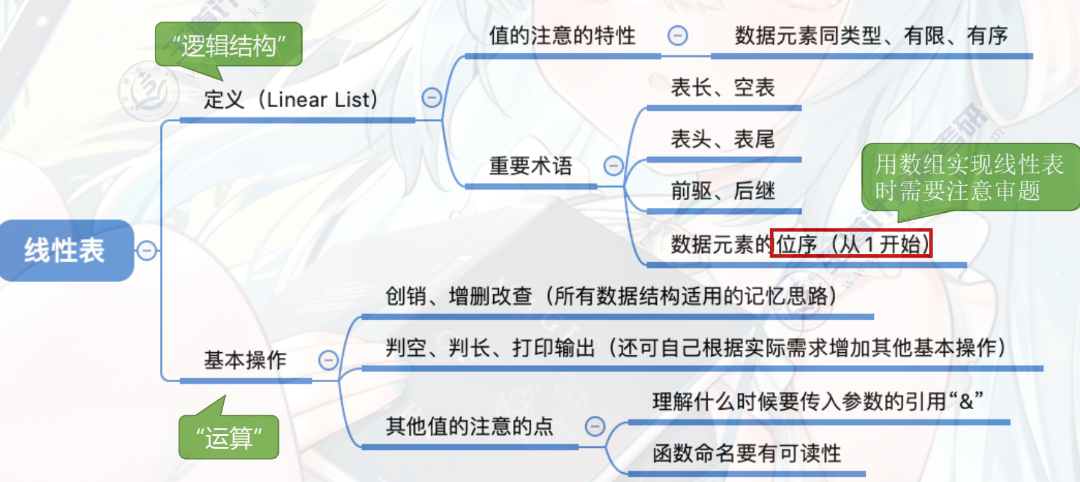 “逻辑结构”
值的注意的特性
数据元素同类型、有限、有序
定义（Linear List）
表长、空表
表头、表尾
重要术语
前驱、后继
用数组实现线性表
时需要注意审题
数据元素的位序（从1开始）
线性表
创销、增删改查（所有数据结构适用的记忆思路）
基本操作
判空、判长、打印输出（还可自己根据实际需求增加其他基本操作）
“运算”
其他值的注意的点
理解什么时候要传入参数的引用“&”
函数命名要有可读性